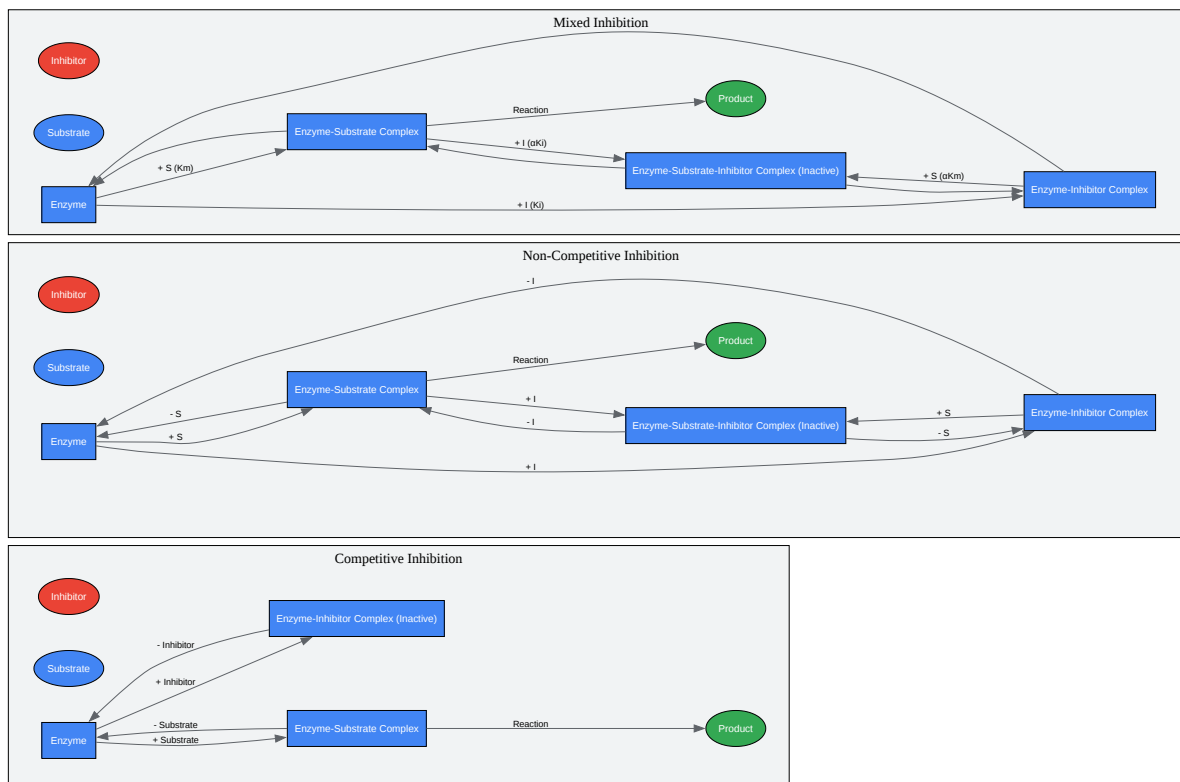 Mixed Inhibition
Inhibitor
Product
Reaction
Substrate
Enzyme-Substrate Complex
+ I (αKi)
+ S (Km)
Enzyme-Substrate-Inhibitor Complex (Inactive)
+ S (αKm)
Enzyme-Inhibitor Complex
Enzyme
+ I (Ki)
Non-Competitive Inhibition
- I
Inhibitor
Product
Reaction
Substrate
Enzyme-Substrate Complex
+ I
- S
- I
+ S
Enzyme-Inhibitor Complex
Enzyme-Substrate-Inhibitor Complex (Inactive)
- S
Enzyme
+ S
+ I
Competitive Inhibition
Inhibitor
Enzyme-Inhibitor Complex (Inactive)
- Inhibitor
Substrate
+ Inhibitor
- Substrate
Enzyme-Substrate Complex
Reaction
Product
Enzyme
+ Substrate